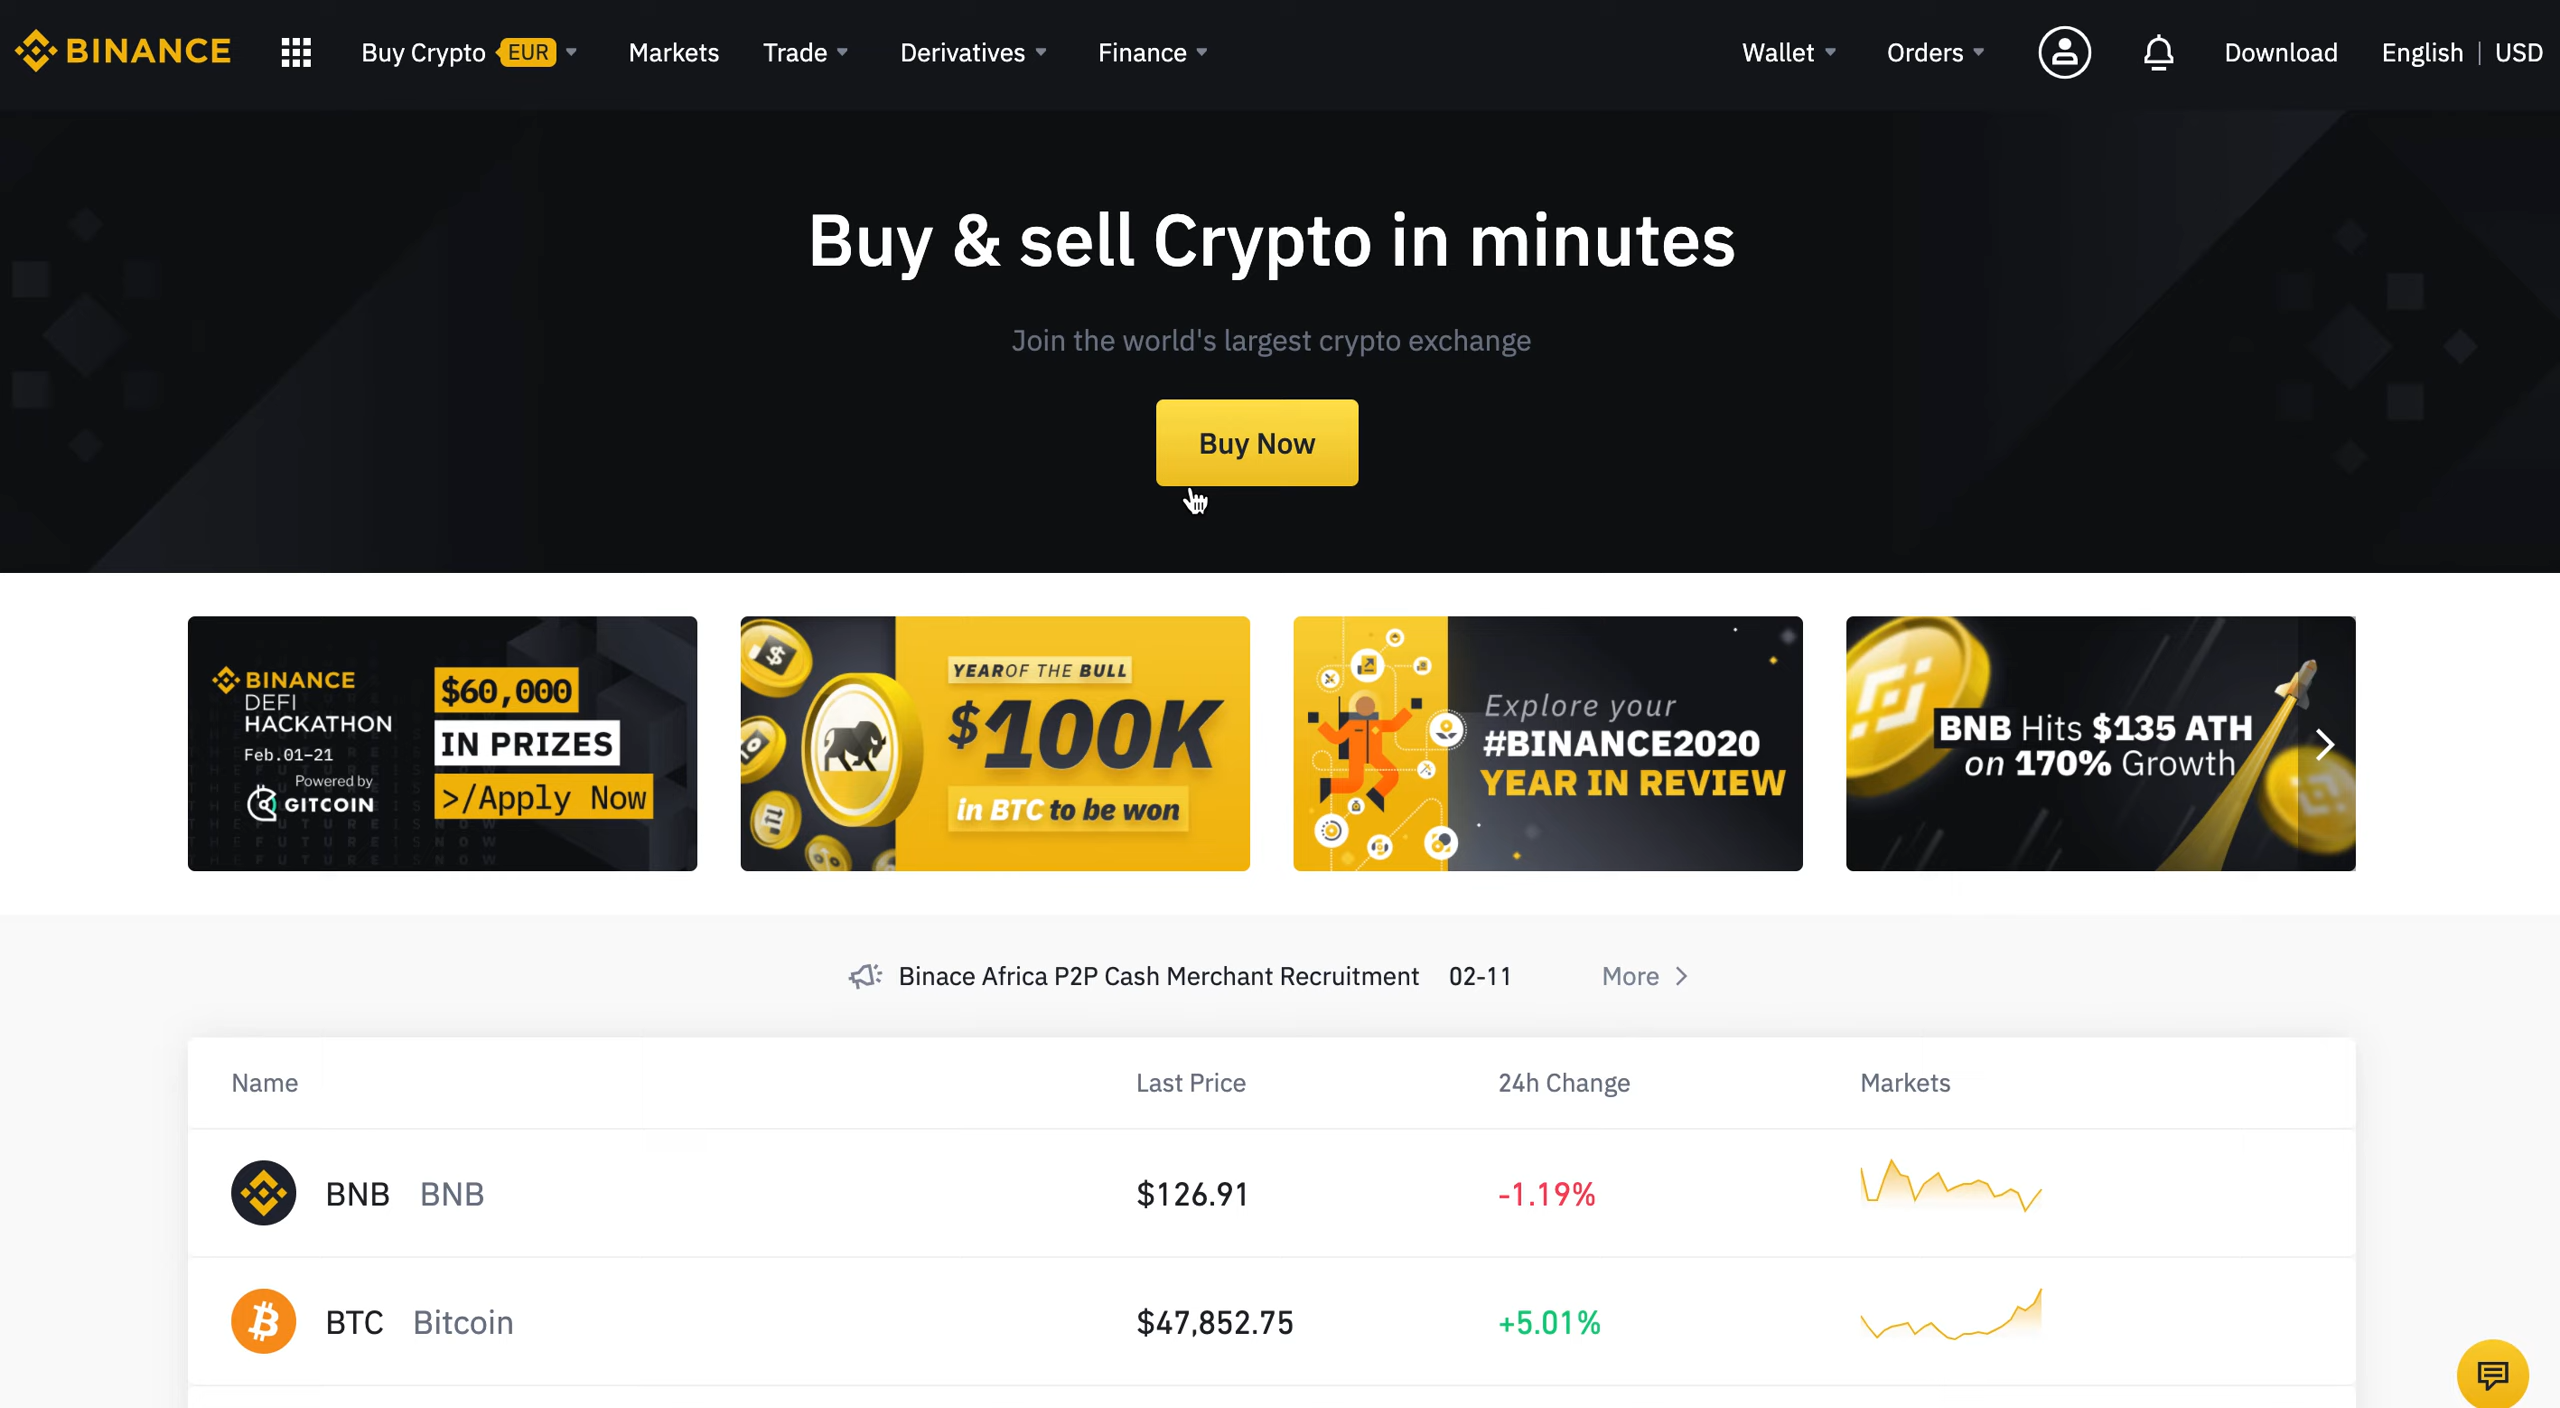 BINANCE
Buy Crypto EUR
Markets
Trade
Derivatives
Finance
Wallet
Orders
Download
English | USD
Buy & sell Crypto in minutes
Join the world's largest crypto exchange
Buy Now
BINANCE
DEFI
HACKATHON
Feb.01-21
Powered by
GITCOIN
$60,000
IN PRIZES
>/Apply Now
YEAR OF THE BULL
$100K
in BTC to be won
Explore your
#BINANCE2020
YEAR IN REVIEW
BNB Hits $135 ATH
on 170% Growth
Binace Africa P2P Cash Merchant Recruitment 02-11
More
Name Last Price 24h Change Markets
BNB BNB $126.91 -1.19%
BTC Bitcoin $47,852.75 +5.01%